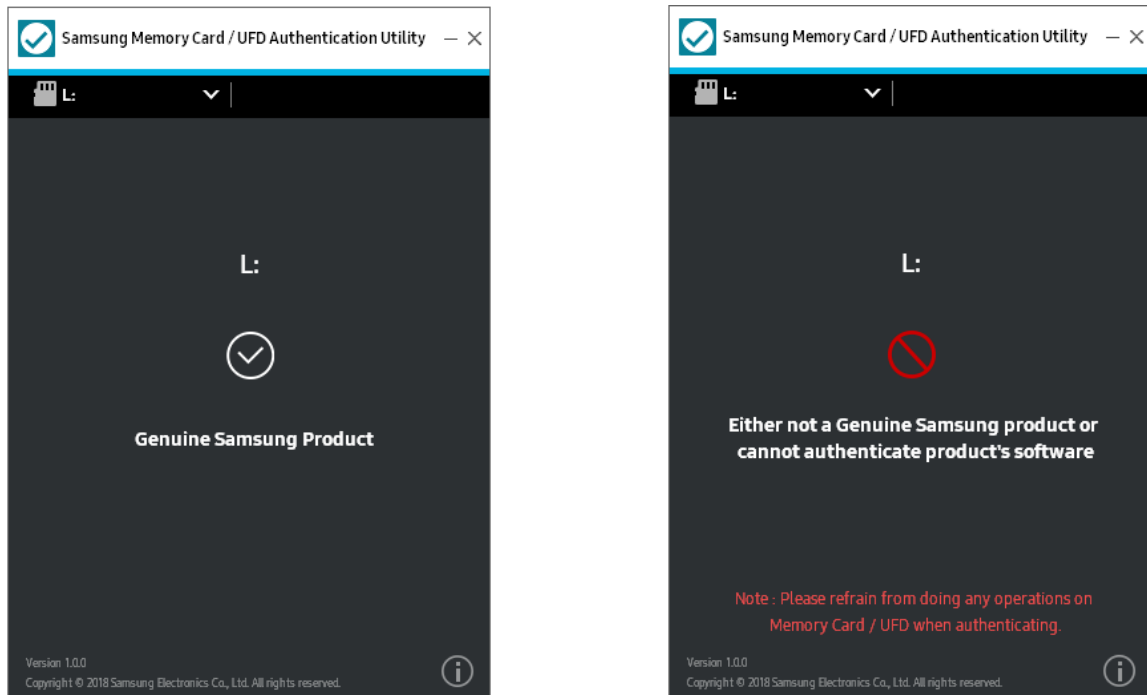 Samsung Memory Card / UFD Authentication Utility
L:
L:
Genuine Samsung Product
Version 1.0.0
Copyright © 2018 Samsung Electronics Co., Ltd. All rights reserved.
Samsung Memory Card / UFD Authentication Utility
L:
L:
Either not a Genuine Samsung product or
cannot authenticate product's software
Note : Please refrain from doing any operations on
Memory Card / UFD when authenticating.
Version 1.0.0
Copyright © 2018 Samsung Electronics Co., Ltd. All rights reserved.